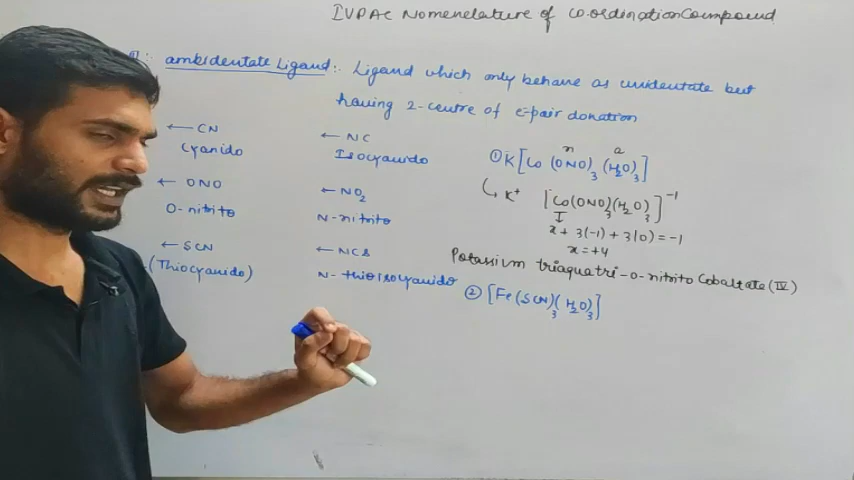 IUPAC Nomenclature of Co.ordination Compound
ambidentate Ligand:. Ligand which only behave as unidentate but
having 2-centre of e-pair donation
← CN
Cyanido
← NC
Isocyanido
← ONO
O-nitrito
← NO2
N-nitrito
← SCN
(Thiocyanido)
← NCS
N-thioisocyanido
n a
① K[Co (ONO)3 (H2O)3]
K+ [Co(ONO)3(H2O)3]-1
x + 3(-1) + 3(0) = -1
x = +4
Potassium triaquatri-O-nitrito Cobaltate (IV)
② [Fe(SCN)3(H2O)3]